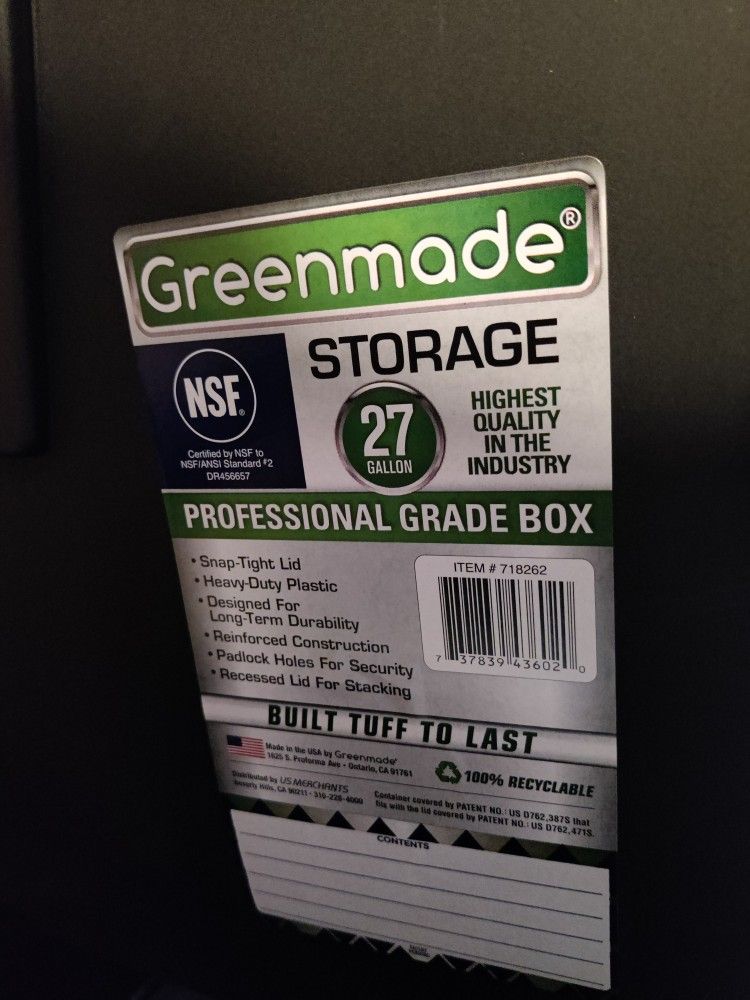 Greenmade®
STORAGE
NSF®
Certified by NSF to
NSF/ANSI Standard #2
DR456657
27
GALLON
HIGHEST
QUALITY
IN THE
INDUSTRY
PROFESSIONAL GRADE BOX
• Snap-Tight Lid
• Heavy-Duty Plastic
• Designed For
Long-Term Durability
• Reinforced Construction
• Padlock Holes For Security
• Recessed Lid For Stacking
ITEM # 718262
7 37839 43602 0
BUILT TUFF TO LAST
Made in the USA by Greenmade®
1625 S. Proforma Ave • Ontario, CA 91761
100% RECYCLABLE
Distributed by US MERCHANTS
Beverly Hills, CA 90211 • 310-228-4000
Container covered by PATENT NO.: US D762,387S that
fits with the lid covered by PATENT NO.: US D762,471S.
CONTENTS